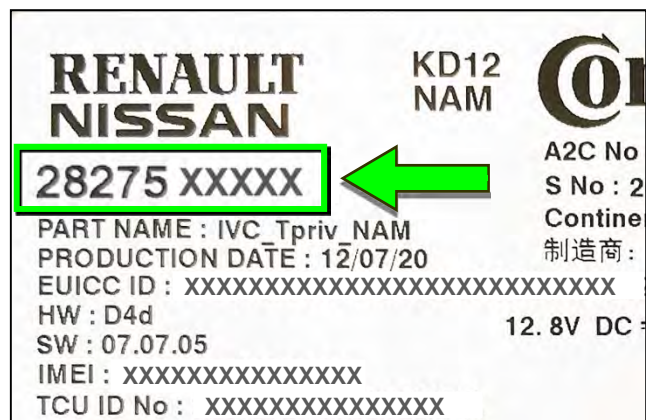 RENAULT
NISSAN
KD12
NAM
28275 XXXXX
PART NAME : IVC_Tpriv_NAM
PRODUCTION DATE : 12/07/20
EUICC ID : XXXXXXXXXXXXXXXXXXXXXXXXXXX
HW : D4d
SW : 07.07.05
IMEI : XXXXXXXXXXXXXXX
TCU ID No : XXXXXXXXXXXXXXX
A2C No
S No : 2
制造商 :
12. 8V DC